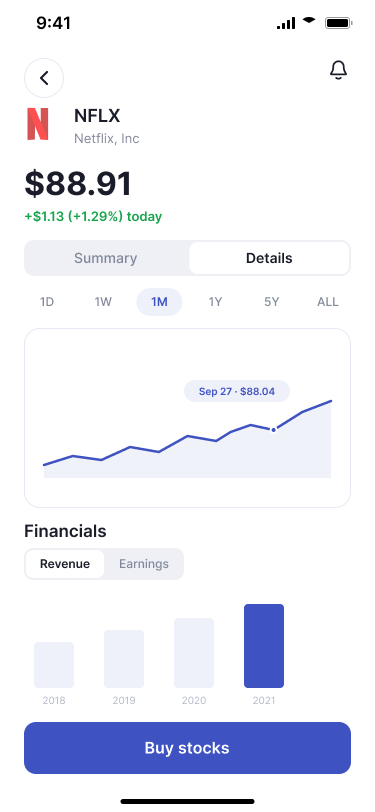 9:41
NFLX
Netflix, Inc
$88.91
+$1.13 (+1.29%) today
Summary Details
1D 1W 1M 1Y 5Y ALL
Sep 27 · $88.04
Financials
Revenue Earnings
2018 2019 2020 2021
Buy stocks